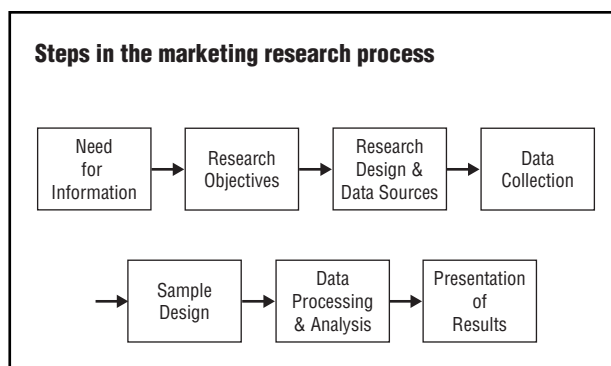 Steps in the marketing research process
Need
for
Information
Research
Objectives
Research
Design &
Data Sources
Data
Collection
Sample
Design
Data
Processing
& Analysis
Presentation
of
Results